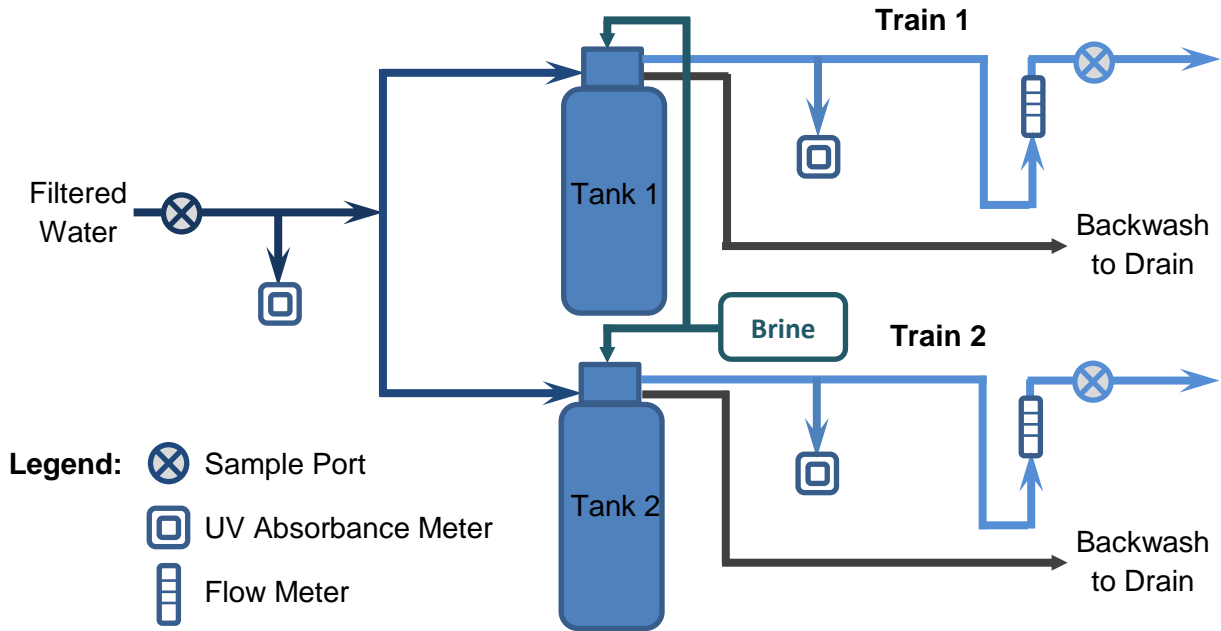 Train 1
Filtered
Water
Tank 1
Backwash
to Drain
Brine
Train 2
Legend:
Sample Port
UV Absorbance Meter
Flow Meter
Tank 2
Backwash
to Drain